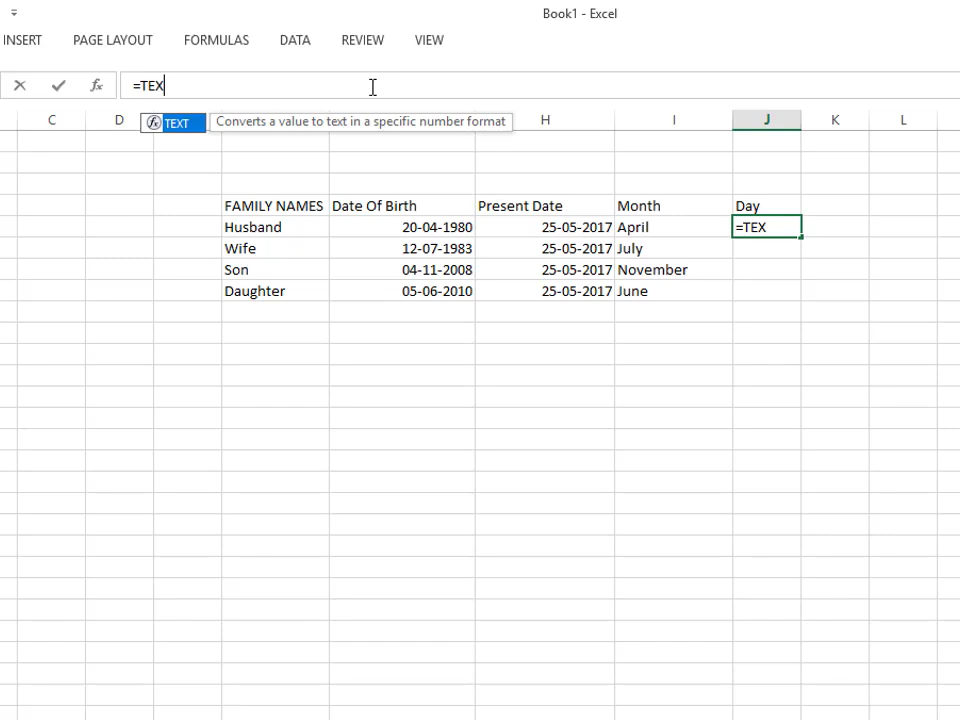 Book1 - Excel
INSERT PAGE LAYOUT FORMULAS DATA REVIEW VIEW
fx =TEX
C D H I J K L
fx TEXT Converts a value to text in a specific number format
FAMILY NAMES Date Of Birth Present Date Month Day
Husband 20-04-1980 25-05-2017 April =TEX
Wife 12-07-1983 25-05-2017 July
Son 04-11-2008 25-05-2017 November
Daughter 05-06-2010 25-05-2017 June